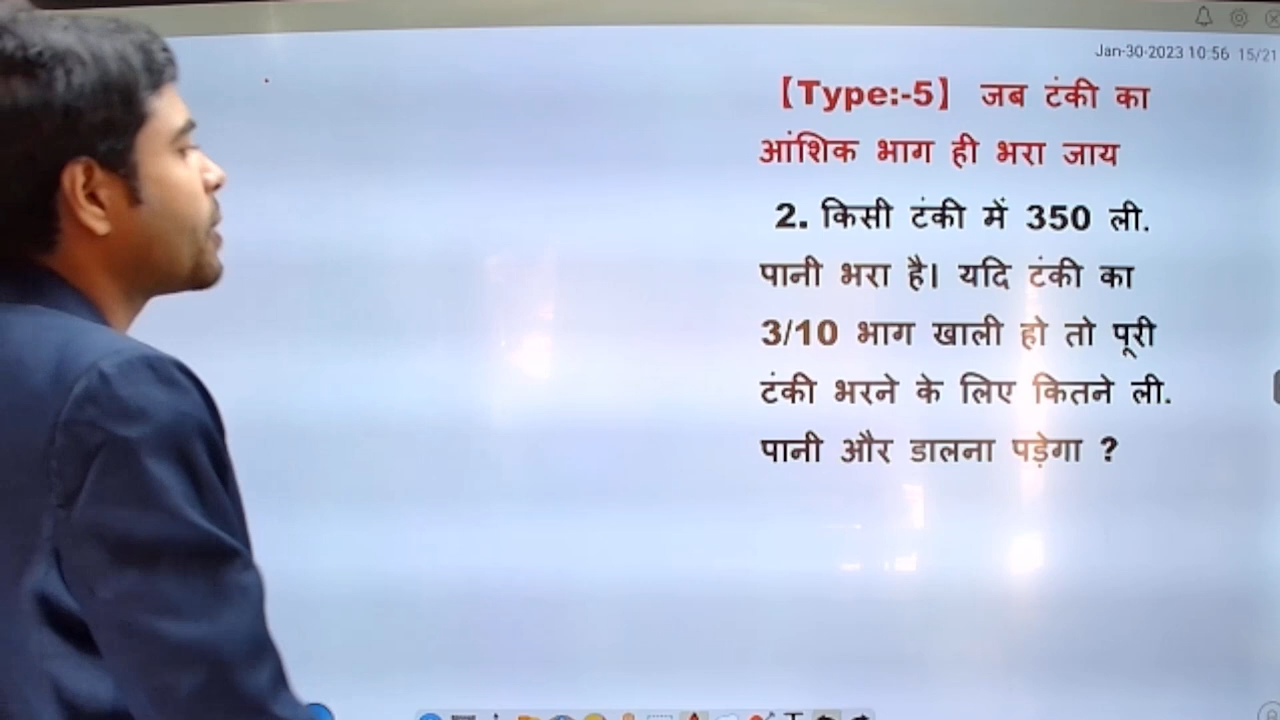 Jan-30-2023 10:56 15/21
【Type:-5】 जब टंकी का
आंशिक भाग ही भरा जाय
2. किसी टंकी में 350 ली.
पानी भरा है। यदि टंकी का
3/10 भाग खाली हो तो पूरी
टंकी भरने के लिए कितने ली.
पानी और डालना पड़ेगा ?